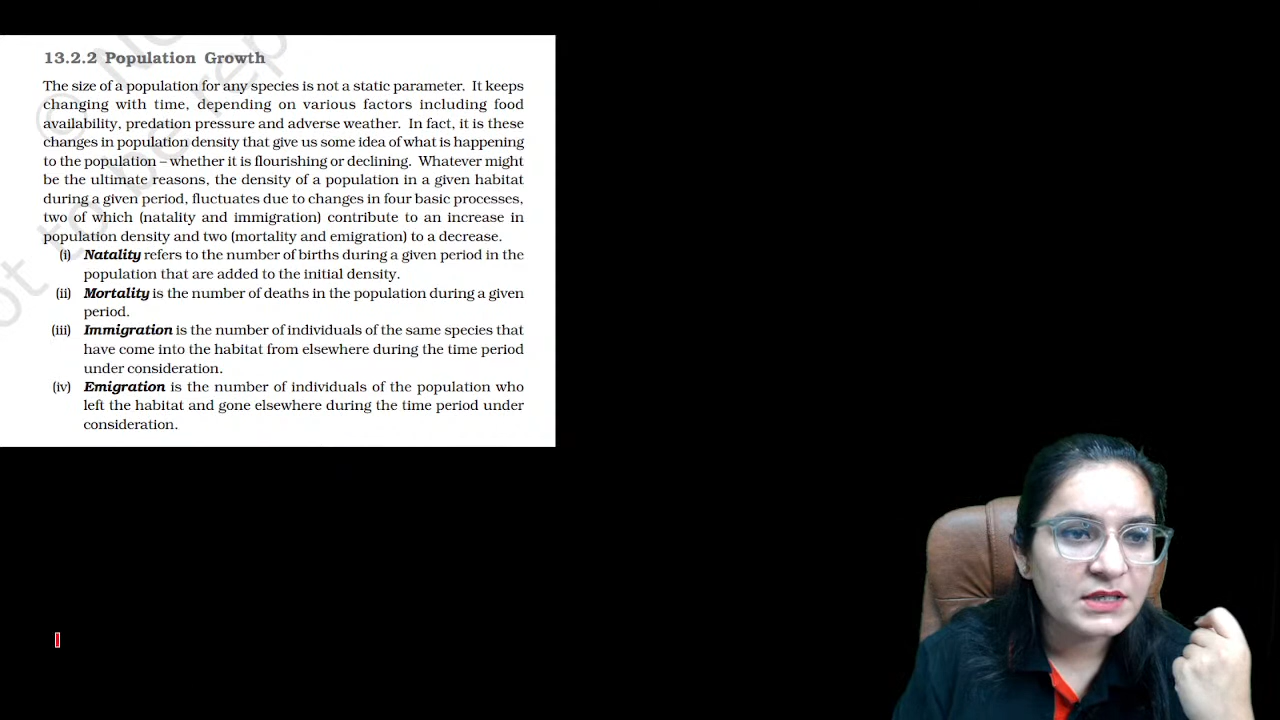 13.2.2 Population Growth
The size of a population for any species is not a static parameter. It keeps
changing with time, depending on various factors including food
availability, predation pressure and adverse weather. In fact, it is these
changes in population density that give us some idea of what is happening
to the population – whether it is flourishing or declining. Whatever might
be the ultimate reasons, the density of a population in a given habitat
during a given period, fluctuates due to changes in four basic processes,
two of which (natality and immigration) contribute to an increase in
population density and two (mortality and emigration) to a decrease.
(i) Natality refers to the number of births during a given period in the
population that are added to the initial density.
(ii) Mortality is the number of deaths in the population during a given
period.
(iii) Immigration is the number of individuals of the same species that
have come into the habitat from elsewhere during the time period
under consideration.
(iv) Emigration is the number of individuals of the population who
left the habitat and gone elsewhere during the time period under
consideration.